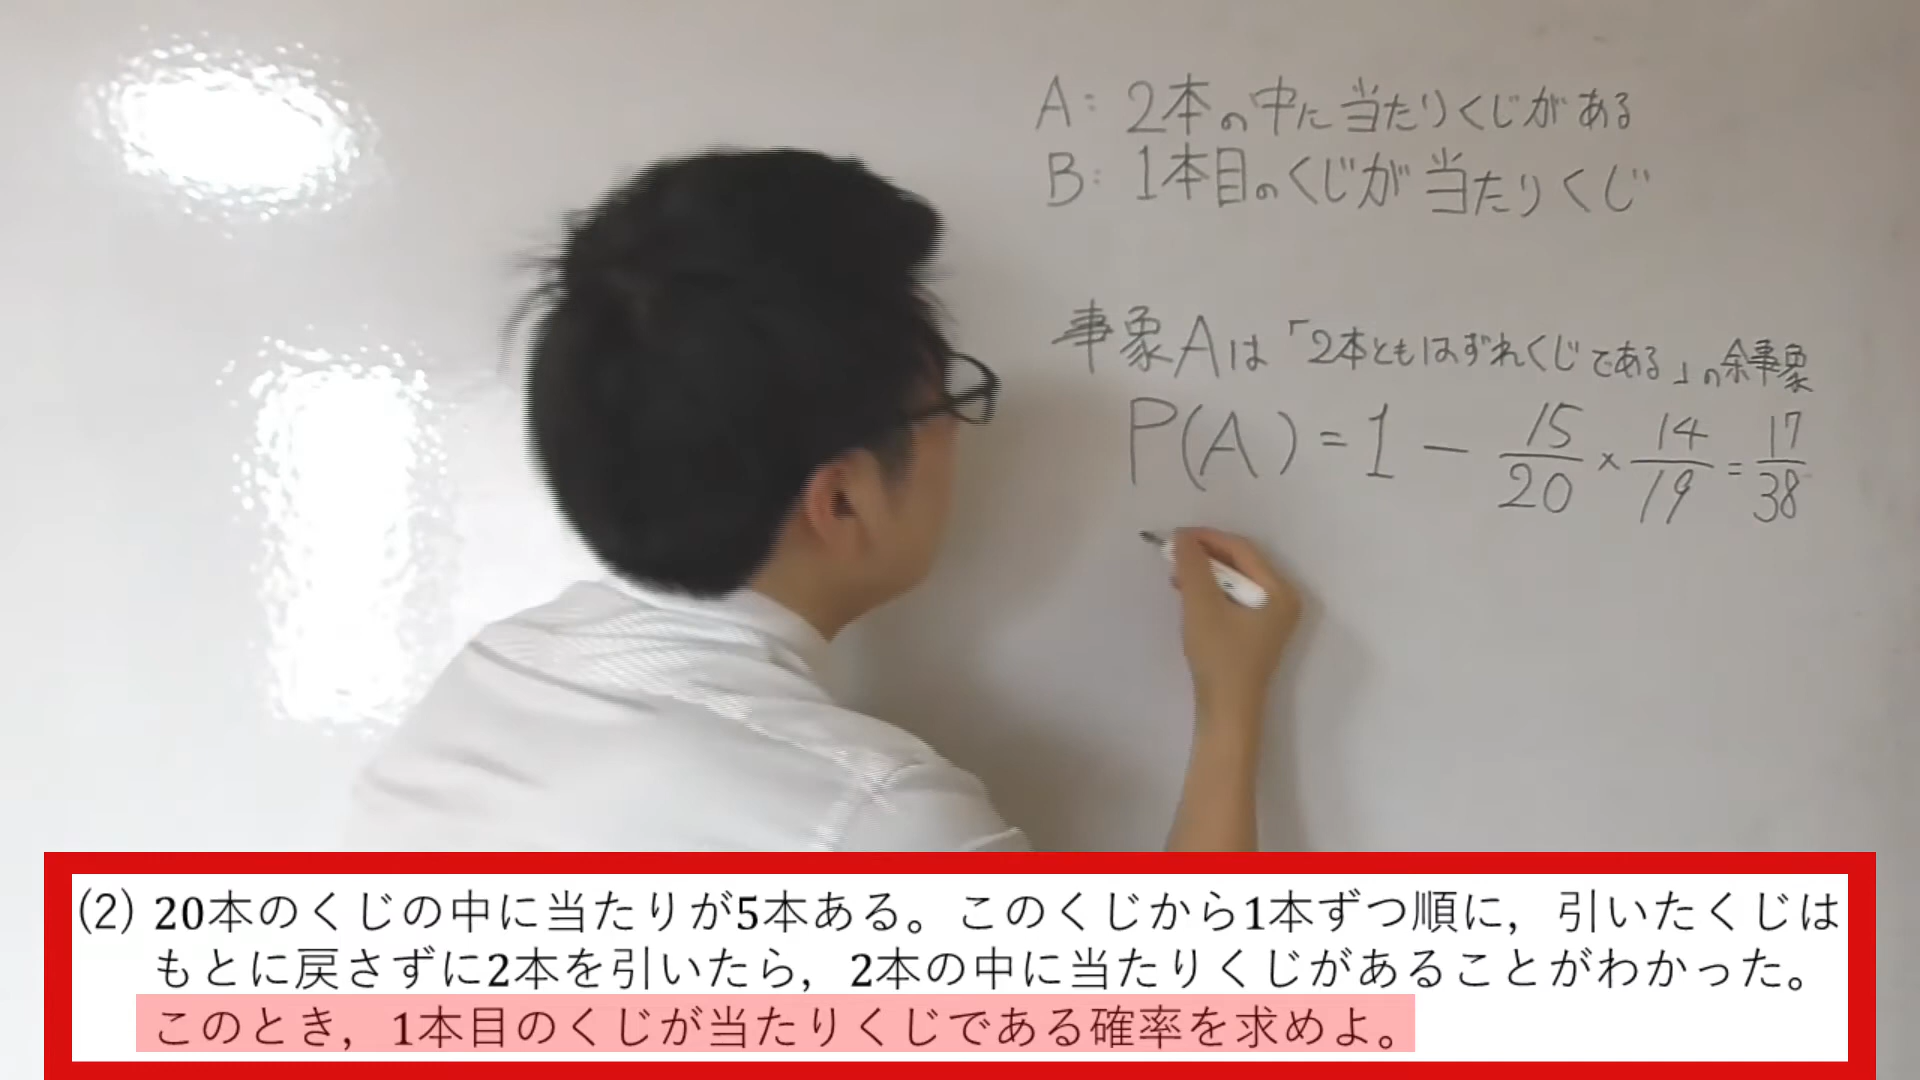 A: 2本の中に当たりくじがある
B: 1本目のくじが当たりくじ
事象Aは「2本ともはずれくじである」の余事象
P(A) = 1 - 15/20 × 14/19 = 17/38
(2) 20本のくじの中に当たりが5本ある。このくじから1本ずつ順に，引いたくじは
もとに戻さずに2本を引いたら，2本の中に当たりくじがあることがわかった。
このとき，1本目のくじが当たりくじである確率を求めよ。